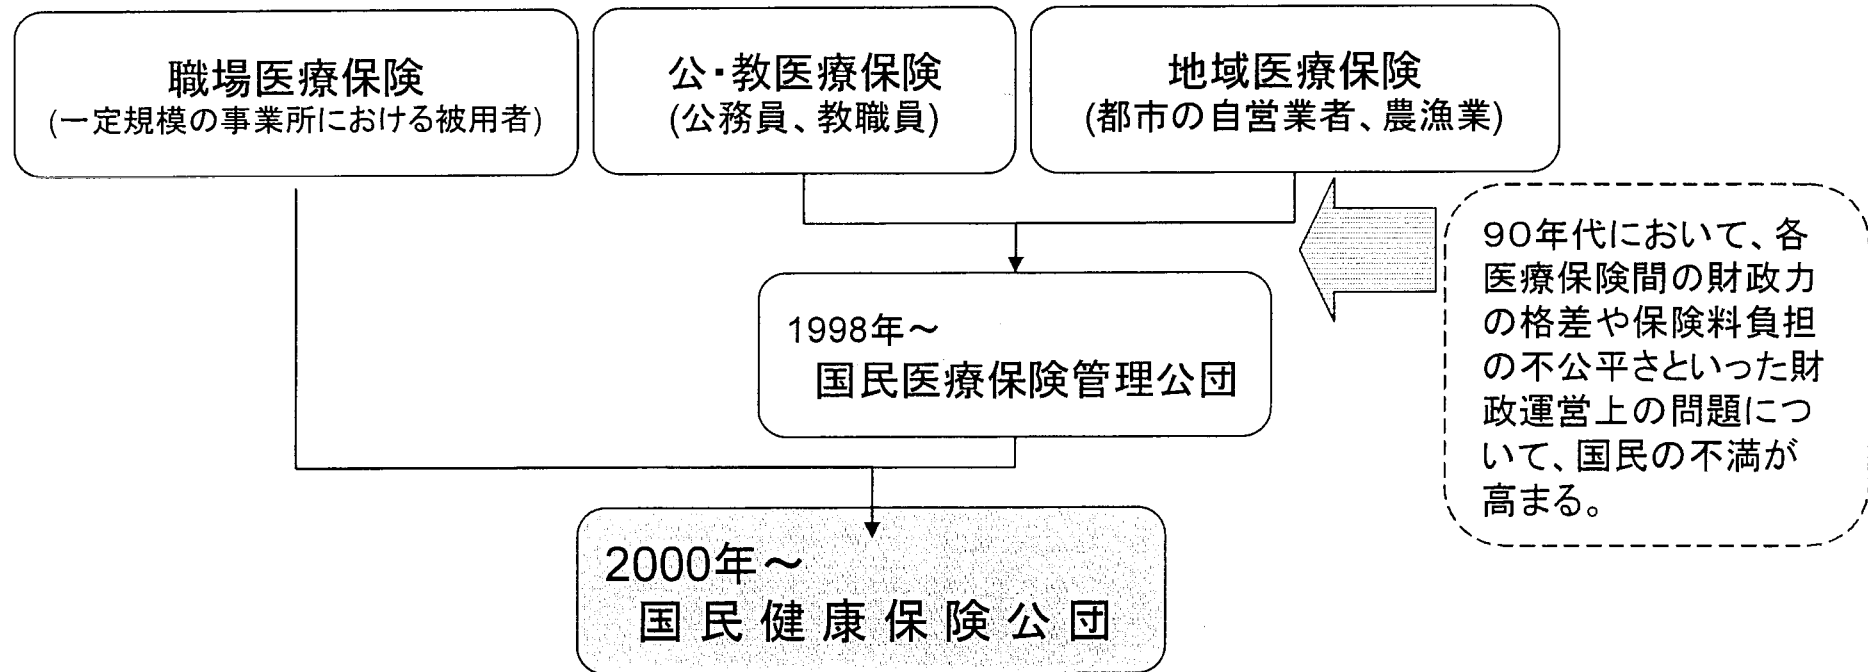 職場医療保険
(一定規模の事業所における被用者)
公・教医療保険
(公務員、教職員)
地域医療保険
(都市の自営業者、農漁業)
90年代において、各
医療保険間の財政力
の格差や保険料負担
の不公平さといった財
政運営上の問題につ
いて、国民の不満が
高まる。
1998年～
国民医療保険管理公団
2000年～
国民健康保険公団